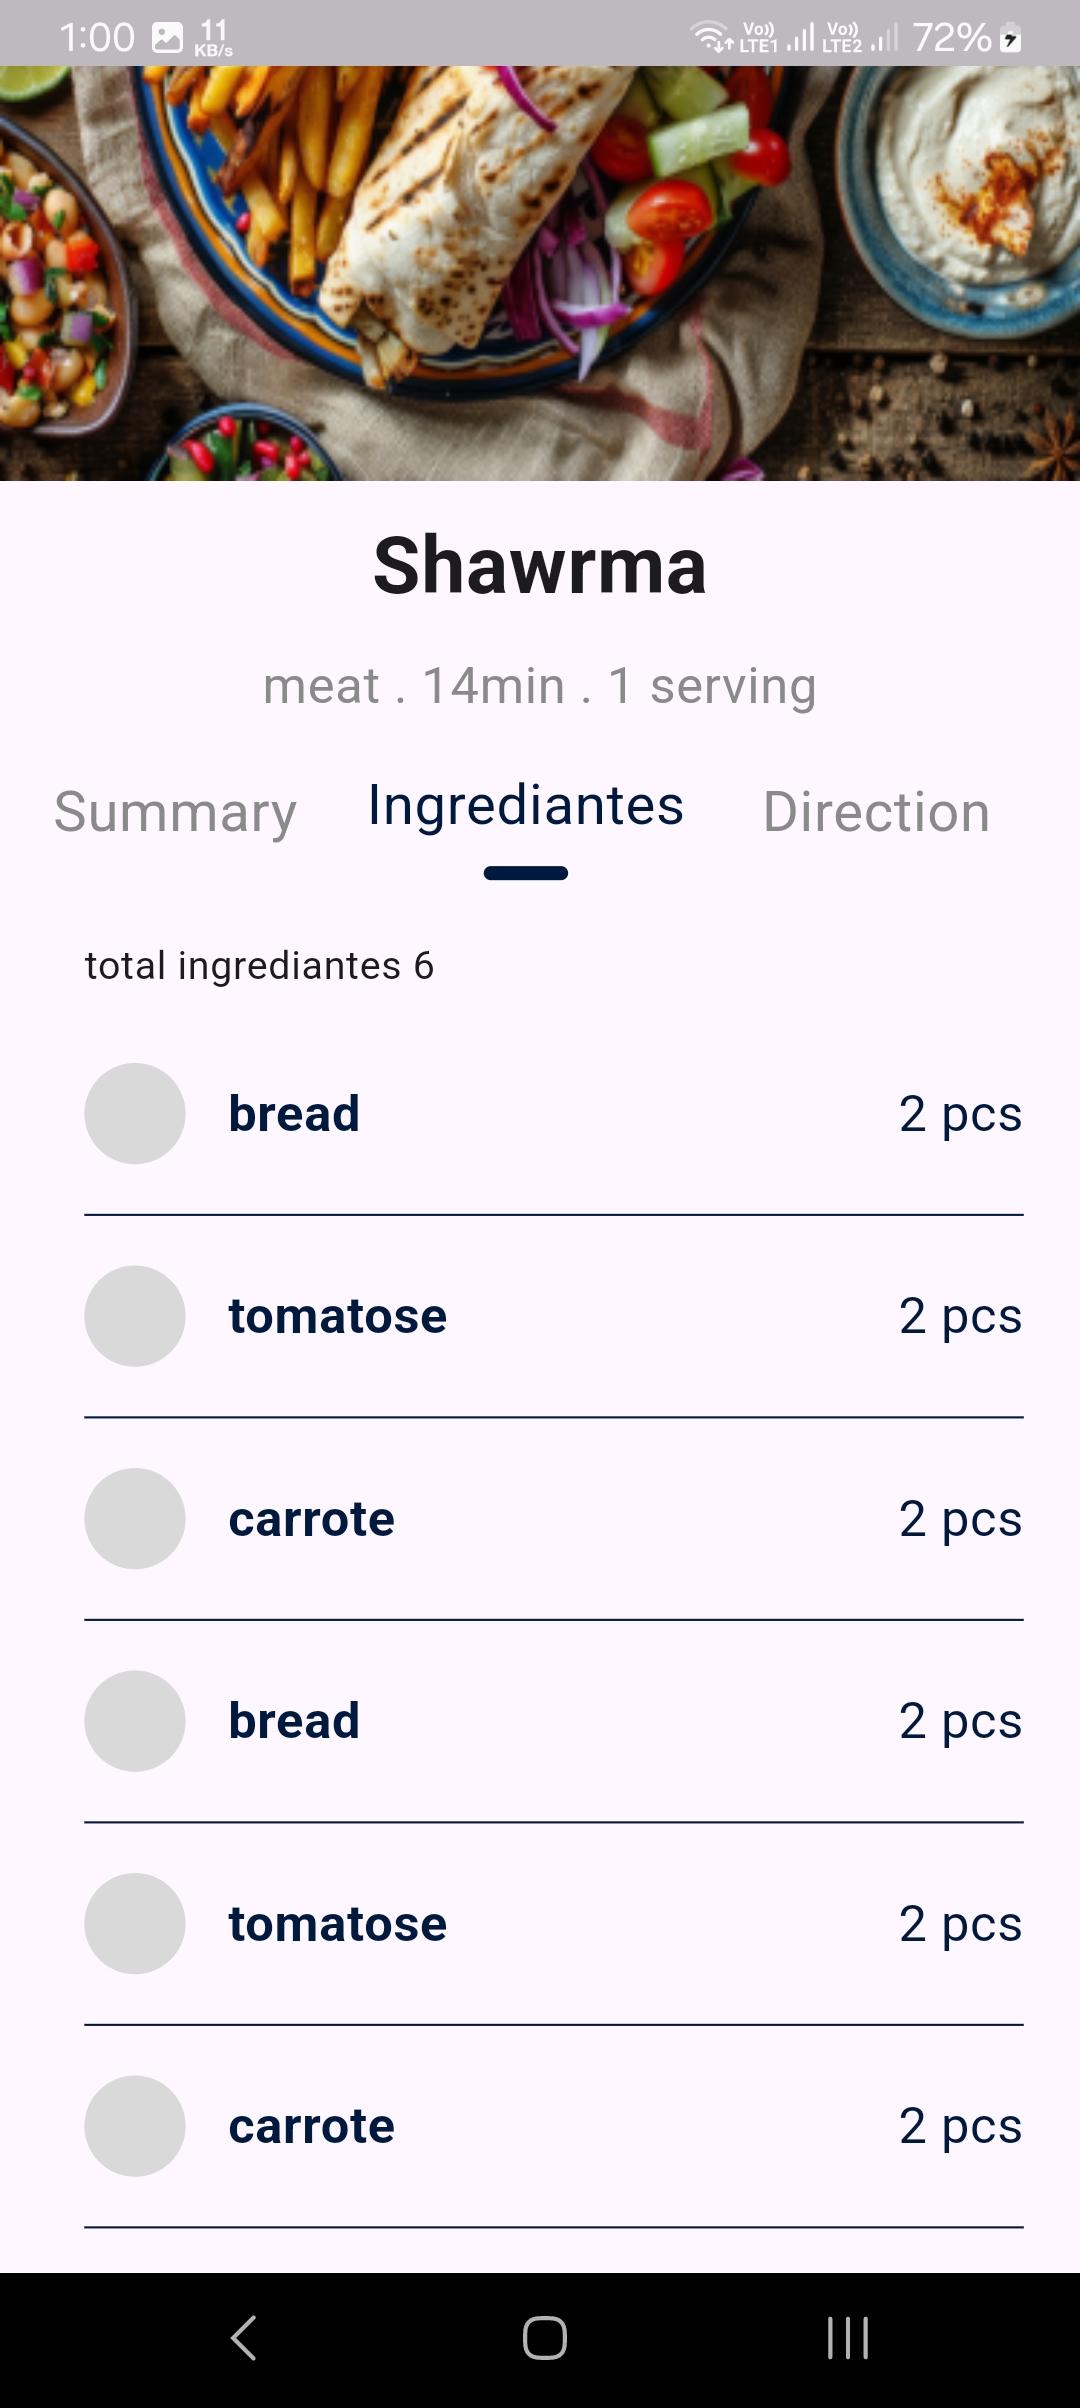 1:00 11 KB/s Vo)) LTE1 Vo)) LTE2 72%
Shawrma
meat . 14min . 1 serving
Summary Ingrediantes Direction
total ingrediantes 6
bread 2 pcs
tomatose 2 pcs
carrote 2 pcs
bread 2 pcs
tomatose 2 pcs
carrote 2 pcs